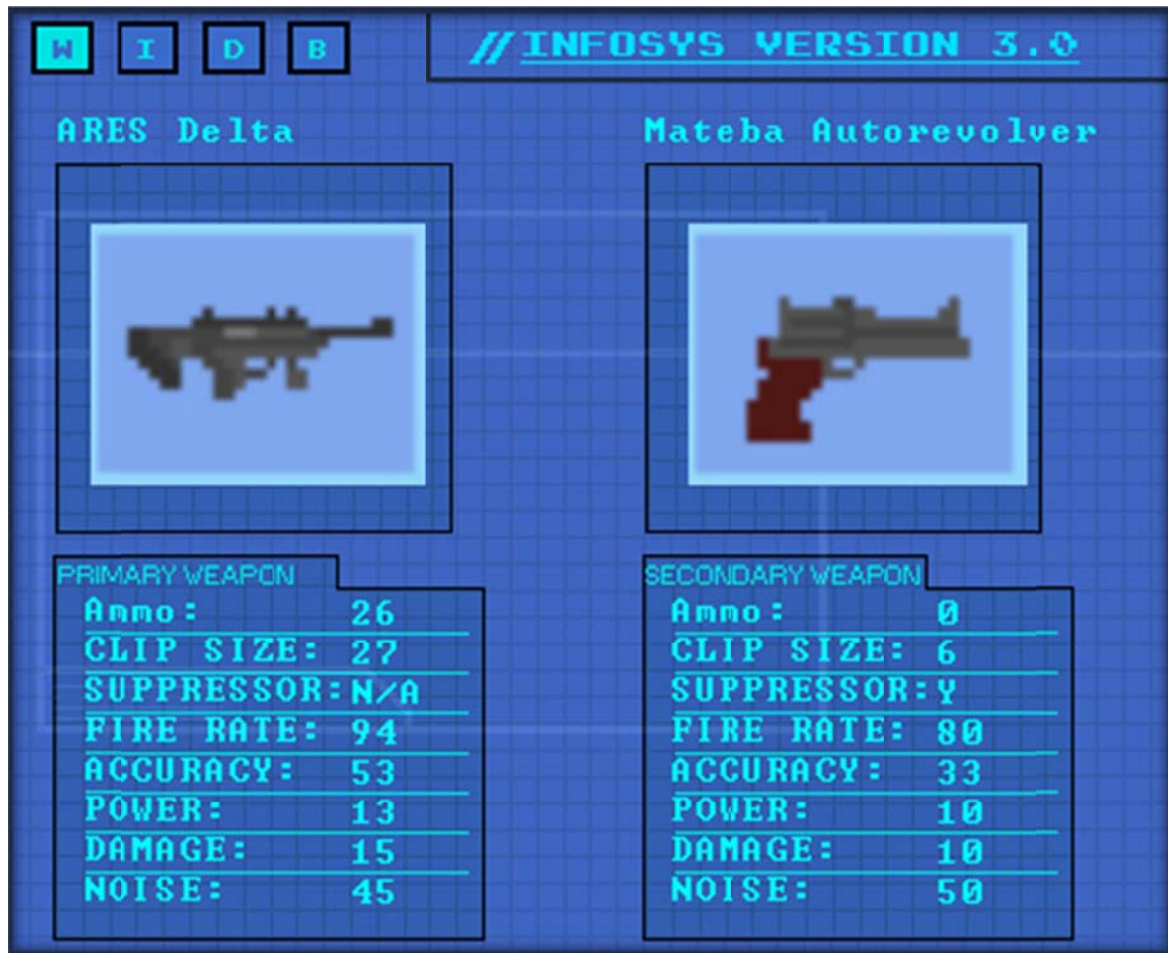 W I D B //INFOSYS VERSION 3.0
ARES Delta
Mateba Autorevolver
PRIMARY WEAPON
Ammo: 26
CLIP SIZE: 27
SUPPRESSOR: N/A
FIRE RATE: 94
ACCURACY: 53
POWER: 13
DAMAGE: 15
NOISE: 45
SECONDARY WEAPON
Ammo: 0
CLIP SIZE: 6
SUPPRESSOR: Y
FIRE RATE: 80
ACCURACY: 33
POWER: 10
DAMAGE: 10
NOISE: 50